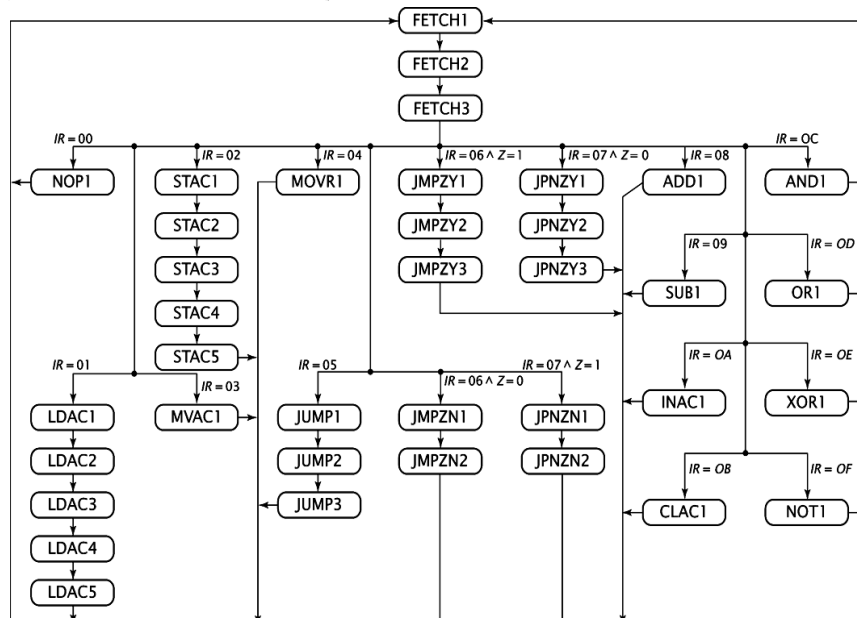 FETCH1
FETCH2
FETCH3
IR = 00
IR = 02
IR = 04
IR = 06 ∧ Z = 1
IR = 07 ∧ Z = 0
IR = 08
IR = OC
NOP1
STAC1
MOVR1
JMPZY1
JPNZY1
ADD1
AND1
STAC2
JMPZY2
JPNZY2
IR = 09
IR = OD
STAC3
JMPZY3
JPNZY3
SUB1
OR1
STAC4
STAC5
IR = 01
IR = 03
IR = 05
IR = 06 ∧ Z = 0
IR = 07 ∧ Z = 1
IR = OA
IR = OE
LDAC1
MVAC1
JUMP1
JMPZN1
JPNZN1
INAC1
XOR1
LDAC2
JUMP2
JMPZN2
JPNZN2
IR = OB
IR = OF
LDAC3
JUMP3
CLAC1
NOT1
LDAC4
LDAC5